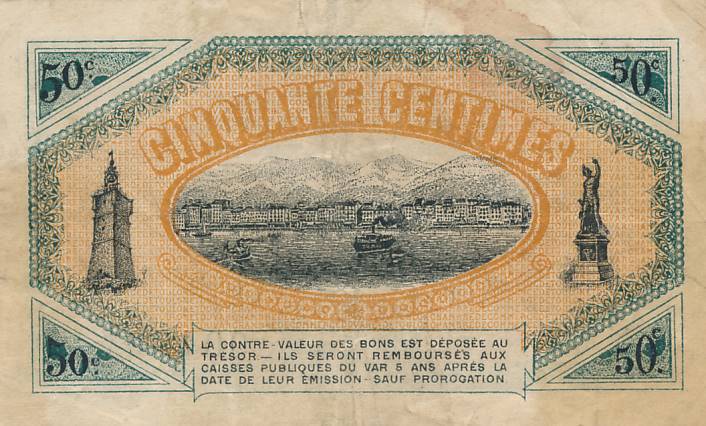 50c
50c.
CINQUANTE CENTIMES
LA CONTRE-VALEUR DES BONS EST DÉPOSÉE AU
TRÉSOR.— ILS SERONT REMBOURSÉS AUX
CAISSES PUBLIQUES DU VAR 5 ANS APRÈS LA
DATE DE LEUR ÉMISSION - SAUF PROROGATION
50c
50c.